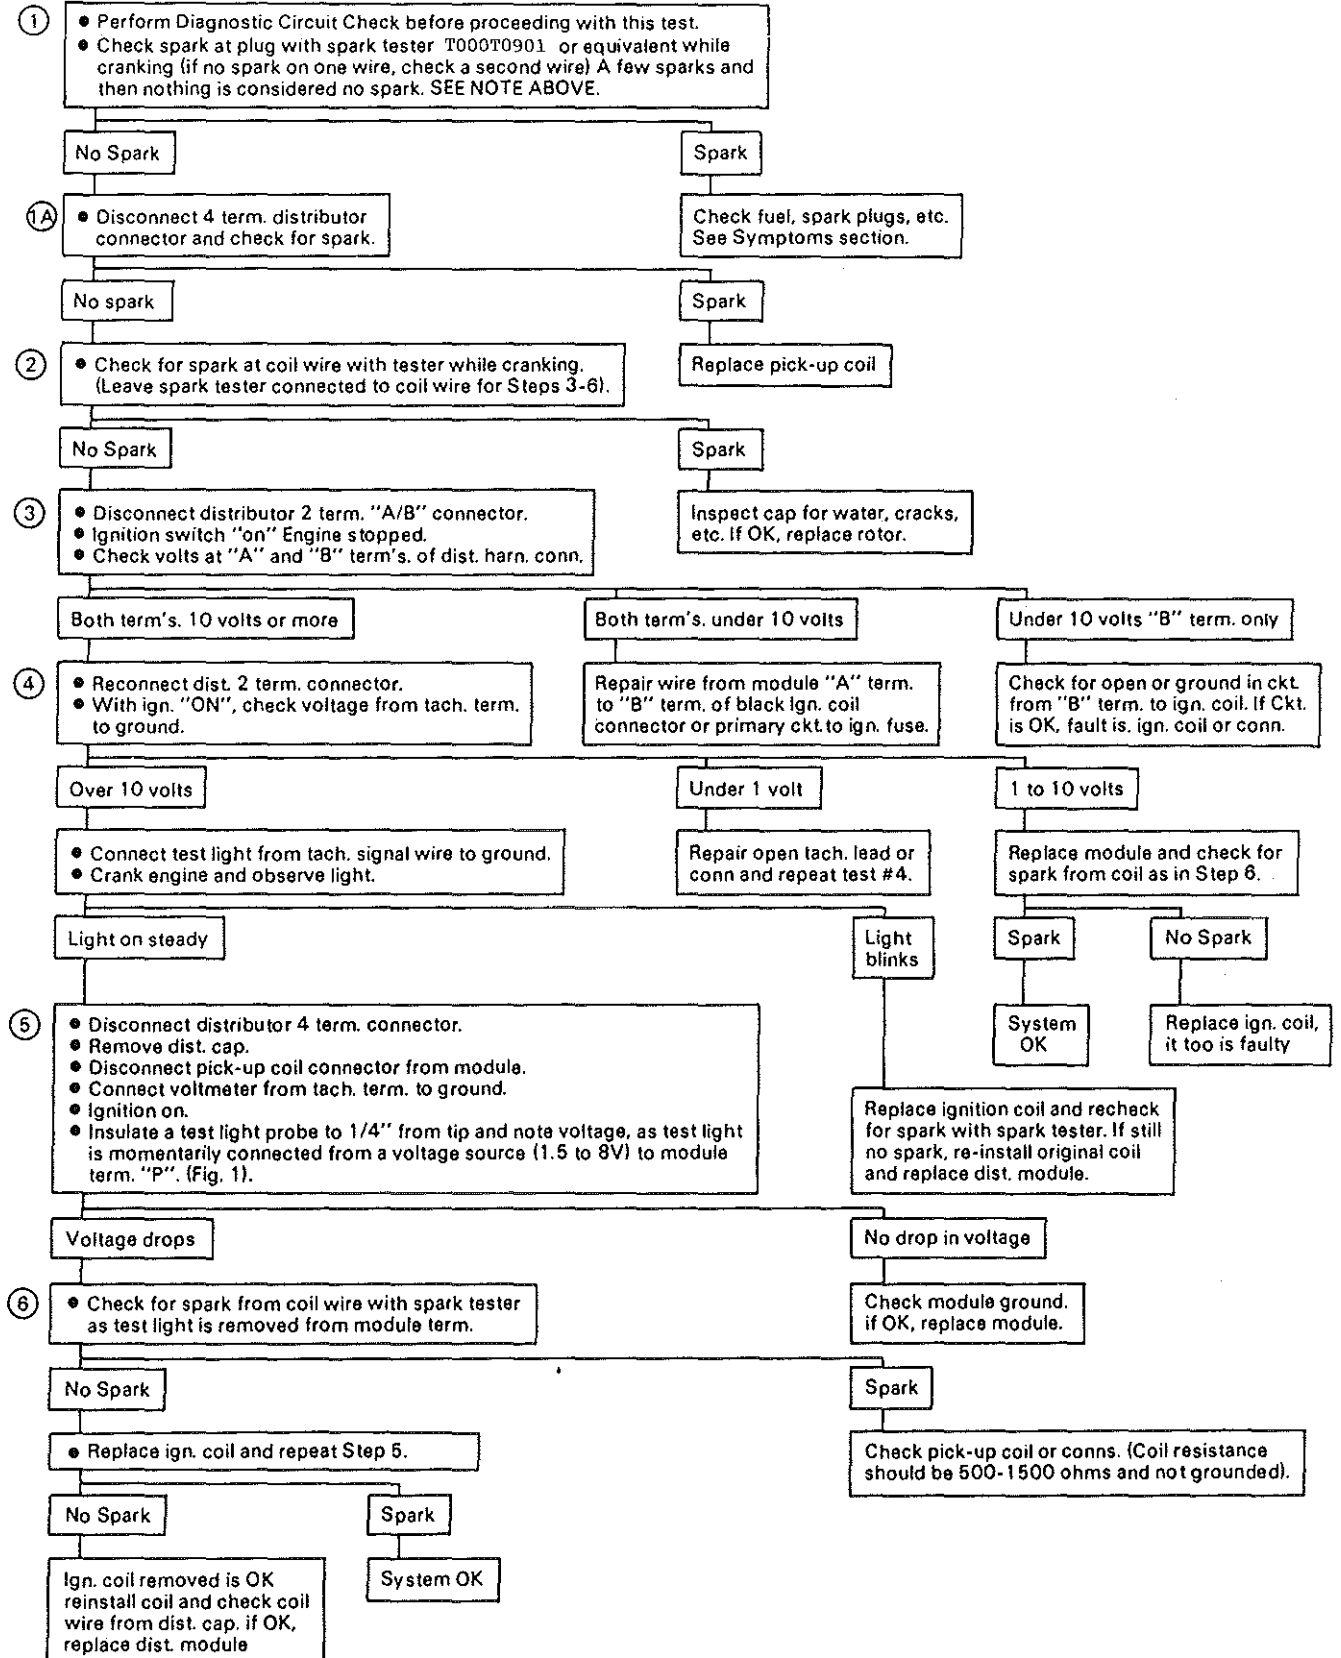 1
• Perform Diagnostic Circuit Check before proceeding with this test.
• Check spark at plug with spark tester T000T0901 or equivalent while
cranking (if no spark on one wire, check a second wire) A few sparks and
then nothing is considered no spark. SEE NOTE ABOVE.
No Spark
Spark
1A
• Disconnect 4 term. distributor
connector and check for spark.
Check fuel, spark plugs, etc.
See Symptoms section.
No spark
Spark
2
• Check for spark at coil wire with tester while cranking.
(Leave spark tester connected to coil wire for Steps 3-6).
Replace pick-up coil
No Spark
Spark
3
• Disconnect distributor 2 term. "A/B" connector.
• Ignition switch "on" Engine stopped.
• Check volts at "A" and "B" term's. of dist. harn. conn.
Inspect cap for water, cracks,
etc. If OK, replace rotor.
Both term's. 10 volts or more
Both term's. under 10 volts
Under 10 volts "B" term. only
4
• Reconnect dist. 2 term. connector.
• With ign. "ON", check voltage from tach. term.
to ground.
Repair wire from module "A" term.
to "B" term. of black Ign. coil
connector or primary ckt.to ign. fuse.
Check for open or ground in ckt.
from "B" term. to ign. coil. If Ckt.
is OK, fault is. ign. coil or conn.
Over 10 volts
Under 1 volt
1 to 10 volts
• Connect test light from tach. signal wire to ground.
• Crank engine and observe light.
Repair open tach. lead or
conn and repeat test #4.
Replace module and check for
spark from coil as in Step 6.
Light on steady
Light
blinks
Spark
No Spark
5
• Disconnect distributor 4 term. connector.
• Remove dist. cap.
• Disconnect pick-up coil connector from module.
• Connect voltmeter from tach. term. to ground.
• Ignition on.
• Insulate a test light probe to 1/4" from tip and note voltage, as test light
is momentarily connected from a voltage source (1.5 to 8V) to module
term. "P". (Fig. 1).
System
OK
Replace ign. coil,
it too is faulty
Replace ignition coil and recheck
for spark with spark tester. If still
no spark, re-install original coil
and replace dist. module.
Voltage drops
No drop in voltage
6
• Check for spark from coil wire with spark tester
as test light is removed from module term.
Check module ground.
if OK, replace module.
No Spark
Spark
• Replace ign. coil and repeat Step 5.
Check pick-up coil or conns. (Coil resistance
should be 500-1500 ohms and not grounded).
No Spark
Spark
Ign. coil removed is OK
reinstall coil and check coil
wire from dist. cap. if OK,
replace dist. module
System OK